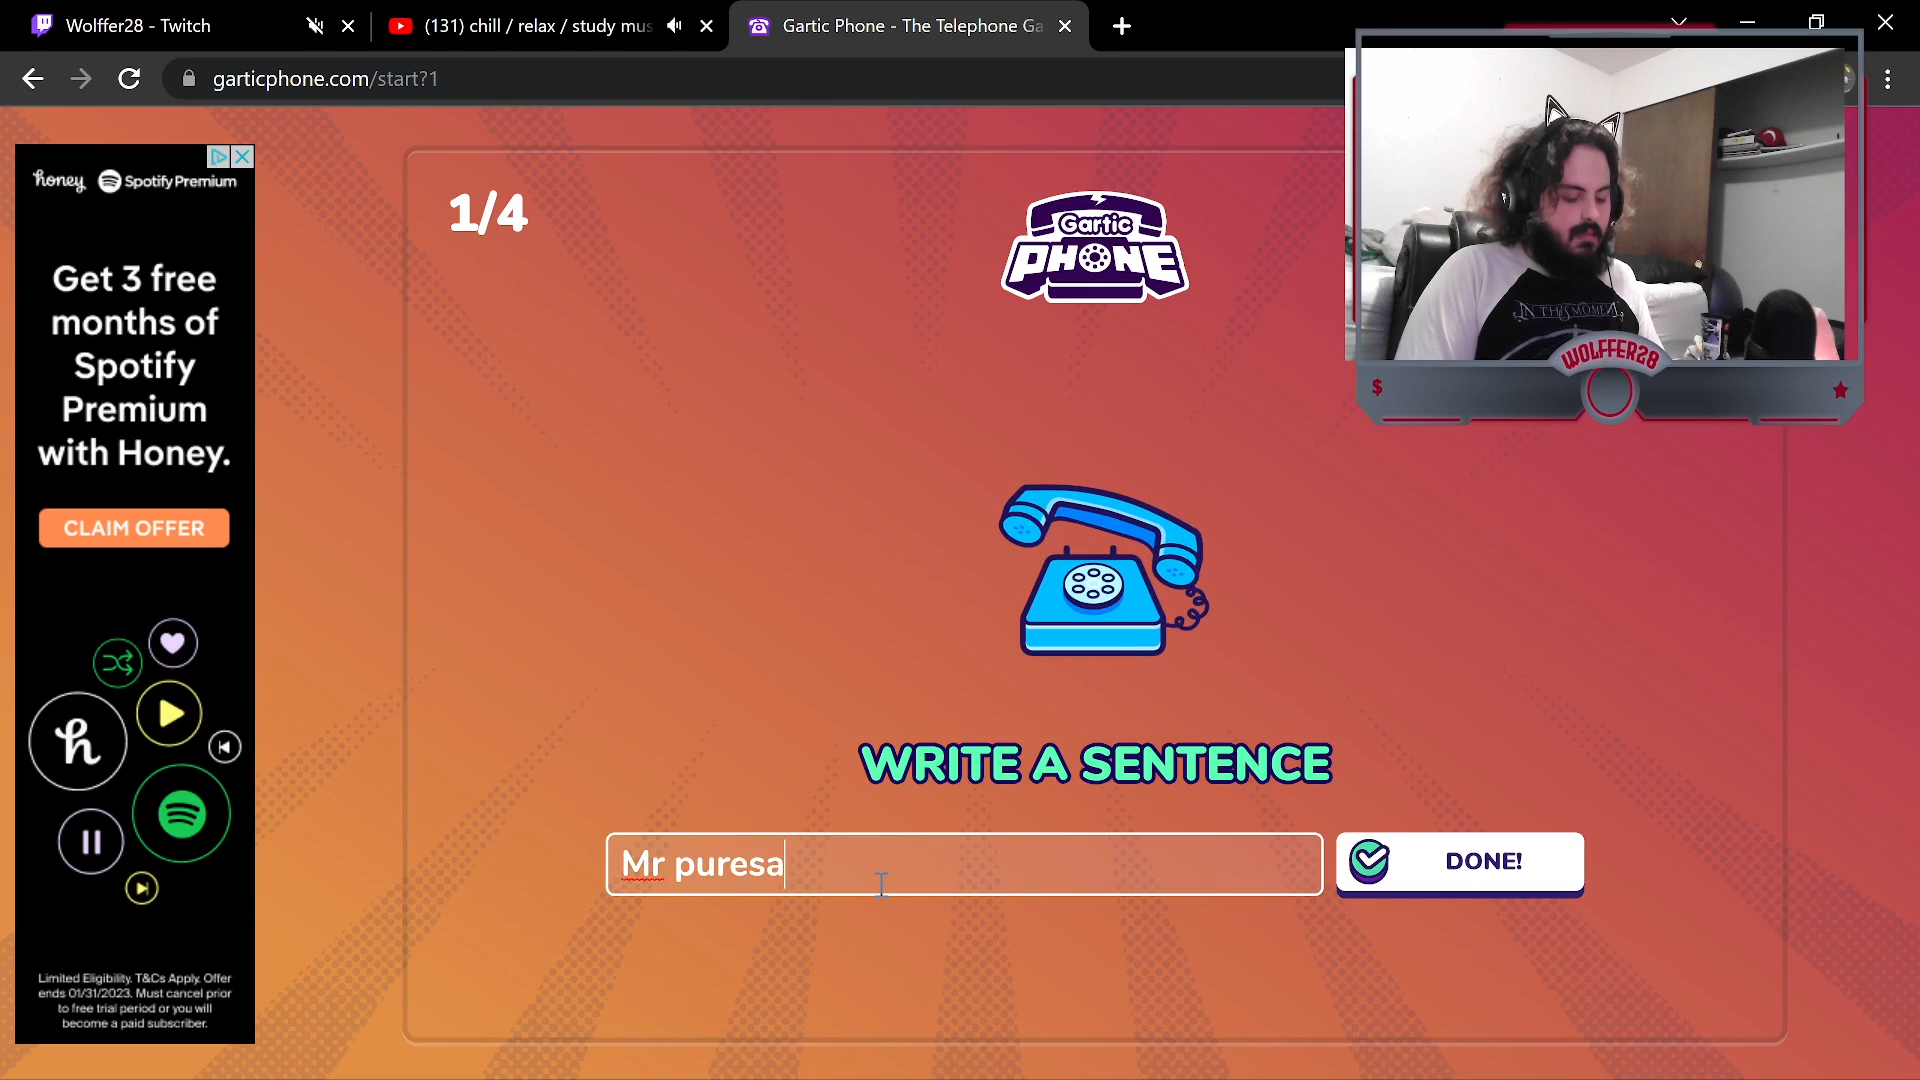 Wolffer28 - Twitch
(131) chill / relax / study mus
Gartic Phone - The Telephone Ga
garticphone.com/start?1
honey Spotify Premium
Get 3 free
months of
Spotify
Premium
with Honey.
CLAIM OFFER
h
Limited Eligibility. T&Cs Apply. Offer
ends 01/31/2023. Must cancel prior
to free trial period or you will
become a paid subscriber.
1/4
Gartic
PHONE
WRITE A SENTENCE
Mr puresa
DONE!
IN THIS MOMENT
WOLFFER28
$